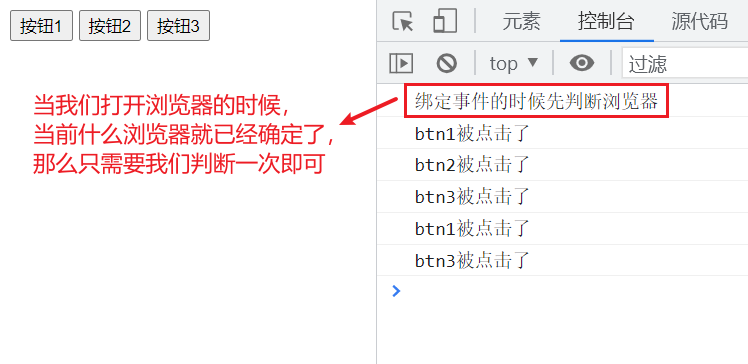 按钮1 按钮2 按钮3
元素 控制台 源代码
top 过滤
当我们打开浏览器的时候，
当前什么浏览器就已经确定了，
那么只需要我们判断一次即可
绑定事件的时候先判断浏览器
btn1被点击了
btn2被点击了
btn3被点击了
btn1被点击了
btn3被点击了